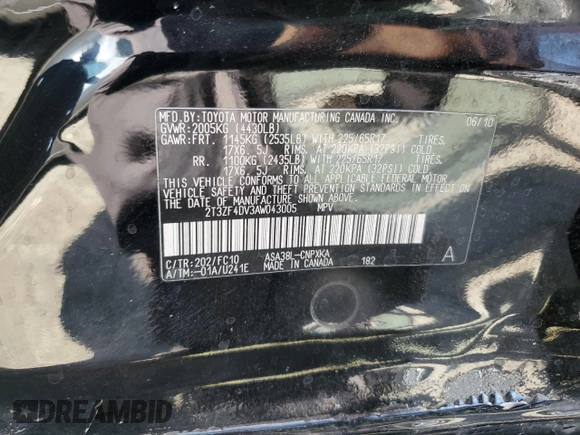 MFD.BY:TOYOTA MOTOR MANUFACTURING CANADA INC. 06/10
GVWR:2005KG (4430LB)
GAWR:FRT. 1145KG (2535LB) WITH 225/65R17 TIRES,
17X6.5J RIMS, AT 220KPA (32PSI) COLD.
RR. 1100KG (2435LB) WITH 225/65R17 TIRES,
17X6.5J RIMS, AT 220KPA (32PSI) COLD.
THIS VEHICLE CONFORMS TO ALL APPLICABLE FEDERAL MOTOR
VEHICLE SAFETY AND THEFT PREVENTION STANDARDS IN EFFECT ON
THE DATE OF MANUFACTURE SHOWN ABOVE.
2T3ZF4DV3AW043005 MPV
C/TR:202/FC10 ASA38L-CNPXKA A
A/TM:-01A/U241E MADE IN CANADA 182
DREAMBID